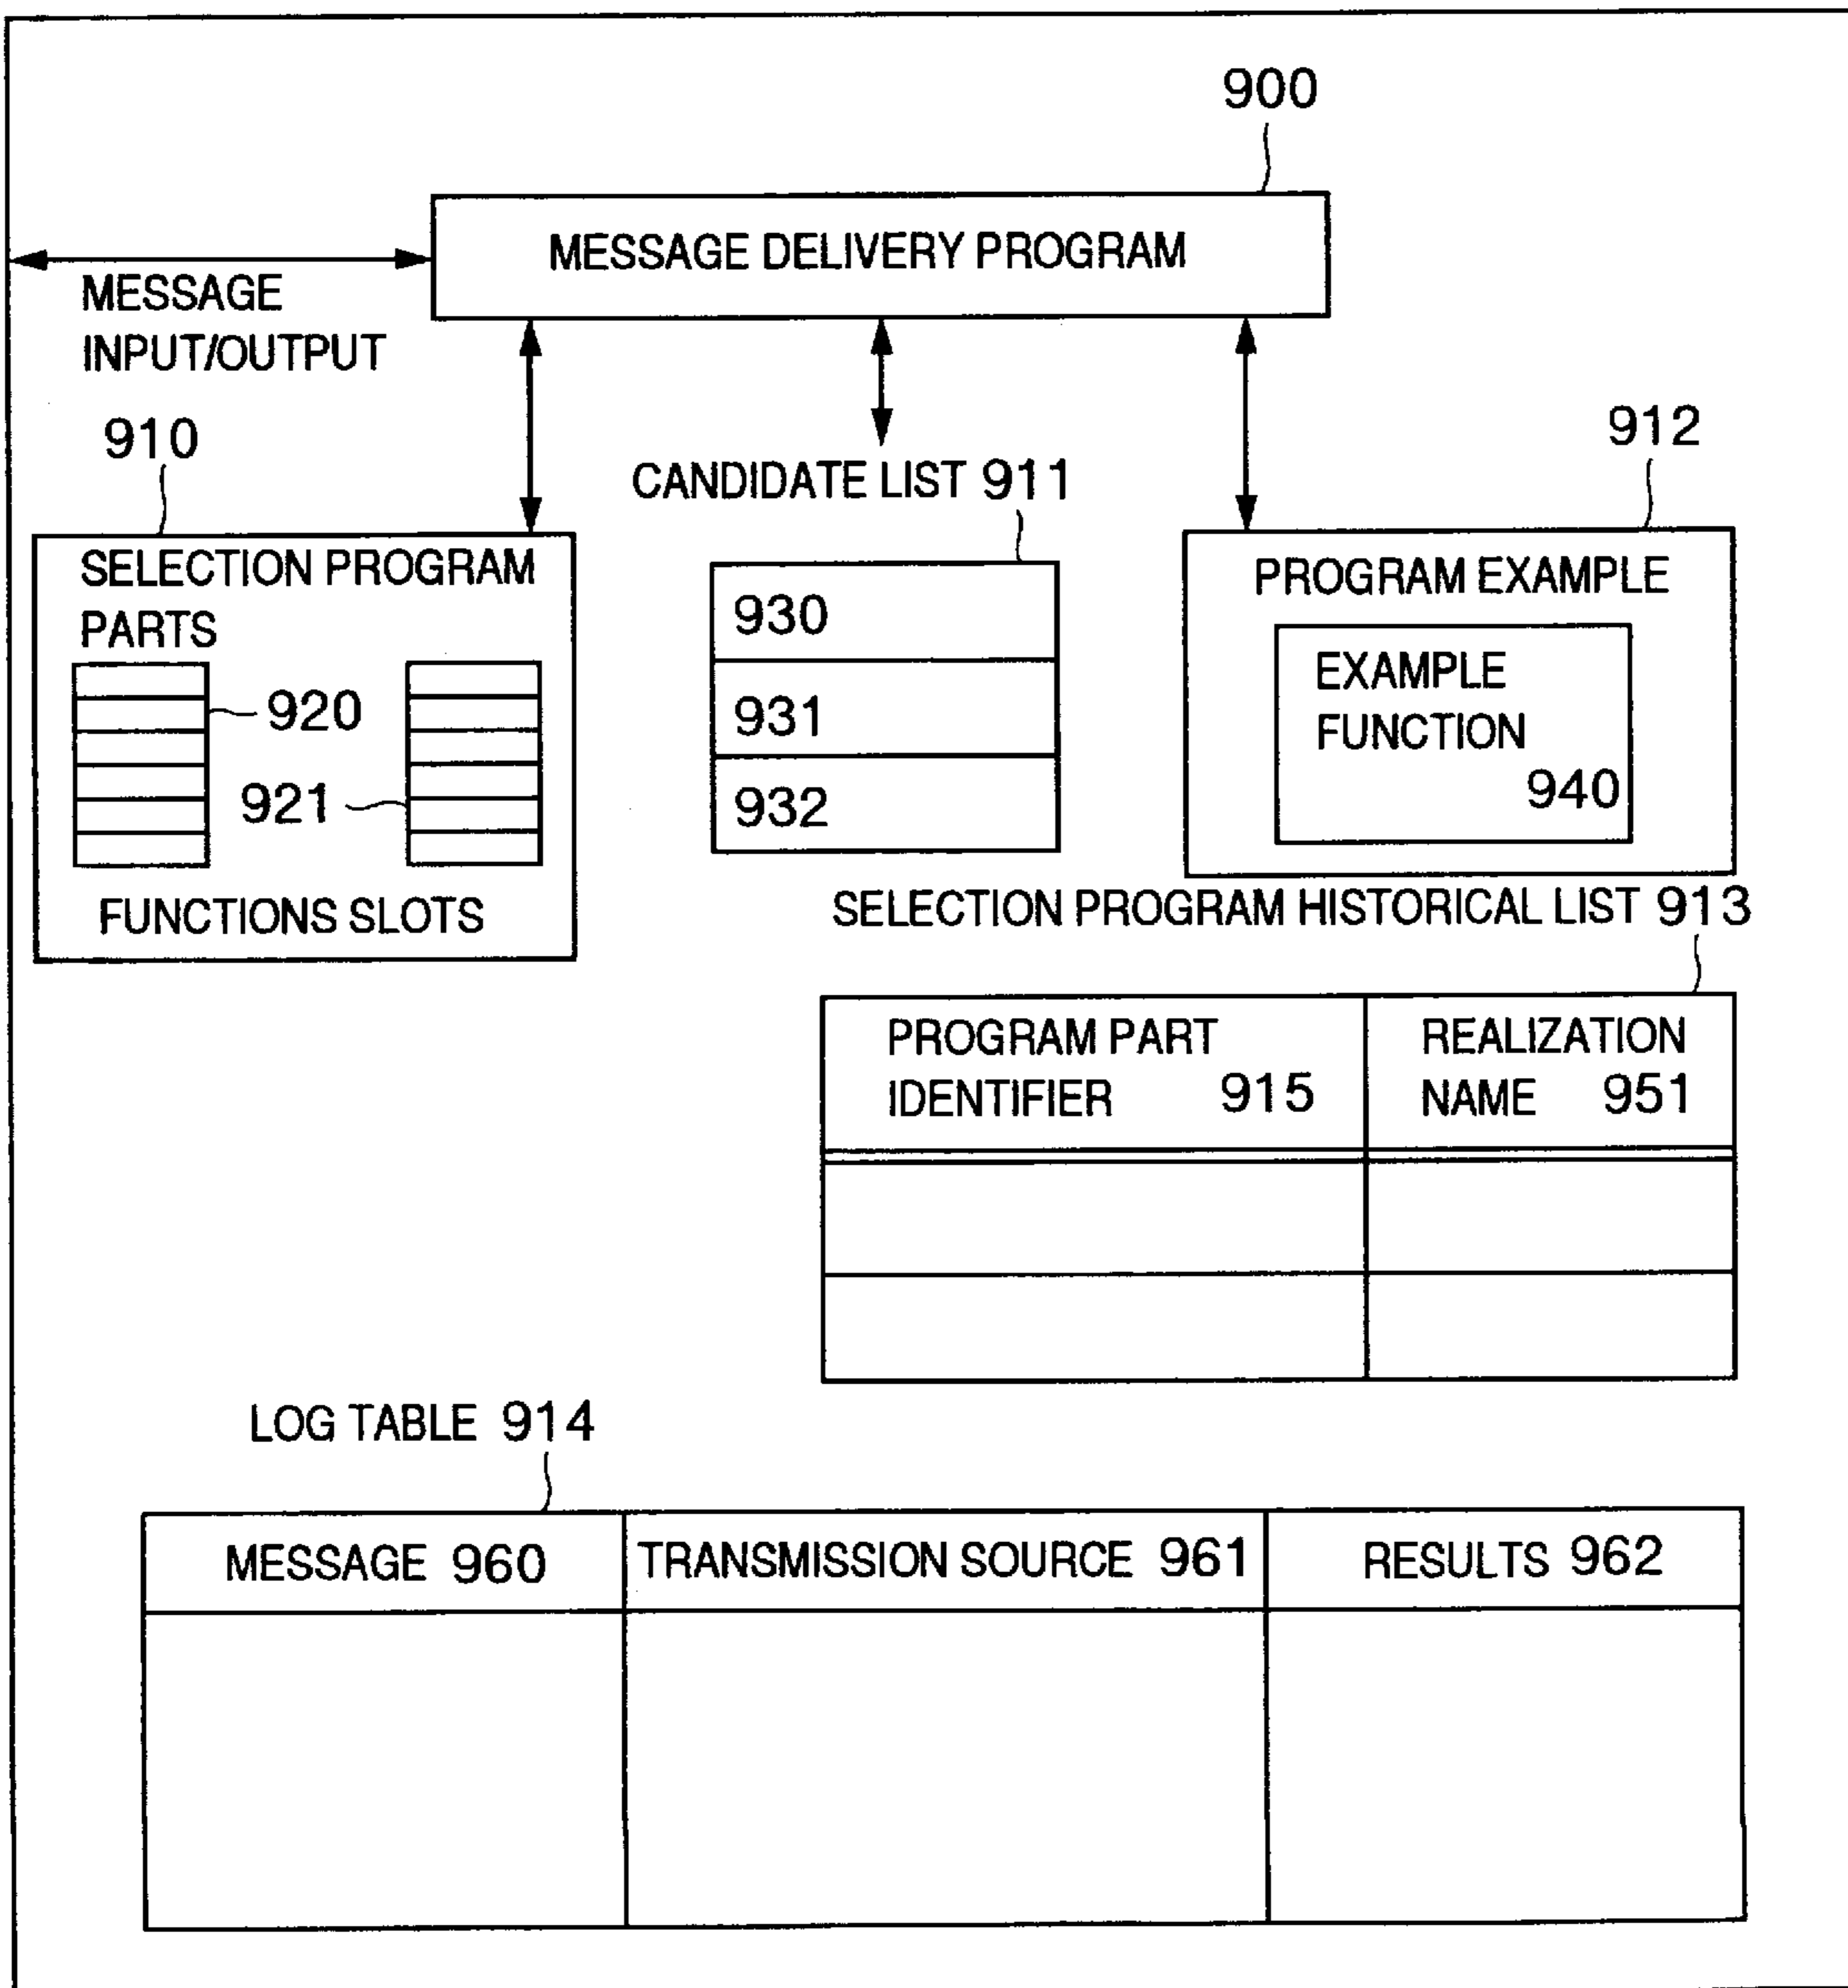 900
MESSAGE DELIVERY PROGRAM
MESSAGE
INPUT/OUTPUT
910
CANDIDATE LIST 911
912
SELECTION PROGRAM
PARTS
920
921
FUNCTIONS SLOTS
930
931
932
PROGRAM EXAMPLE
EXAMPLE
FUNCTION
940
SELECTION PROGRAM HISTORICAL LIST 913
PROGRAM PART
IDENTIFIER 915
REALIZATION
NAME 951
LOG TABLE 914
MESSAGE 960
TRANSMISSION SOURCE 961
RESULTS 962